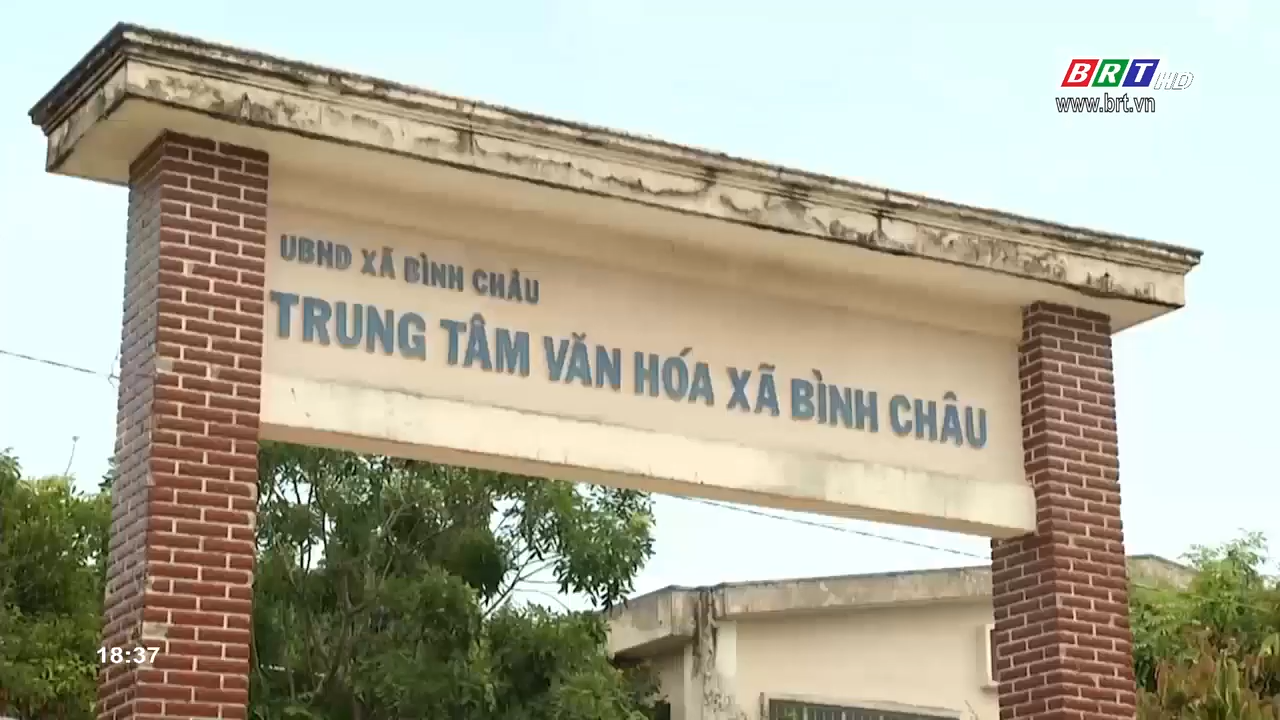 BRT HD
www.brt.vn
UBND XÃ BÌNH CHÂU
TRUNG TÂM VĂN HÓA XÃ BÌNH CHÂU
18:37